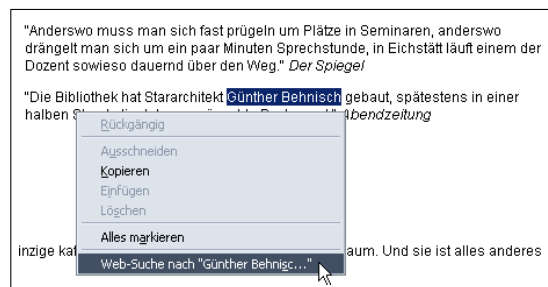 "Anderswo muss man sich fast prügeln um Plätze in Seminaren, anderswo
drängelt man sich um ein paar Minuten Sprechstunde, in Eichstätt läuft einem der
Dozent sowieso dauernd über den Weg." Der Spiegel
"Die Bibliothek hat Stararchitekt Günther Behnisch gebaut, spätestens in einer
halben Abendzeitung
Rückgängig
Ausschneiden
Kopieren
Einfügen
Löschen
Alles markieren
inzige aum. Und sie ist alles anderes
Web-Suche nach "Günther Behnisc..."